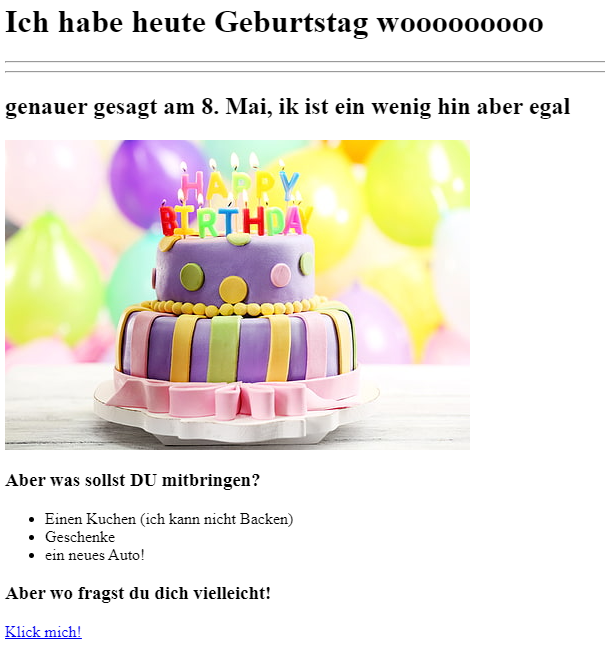 Ich habe heute Geburtstag wooooooooo
genauer gesagt am 8. Mai, ik ist ein wenig hin aber egal
HAPPY
BIRTHDAY
Aber was sollst DU mitbringen?
Einen Kuchen (ich kann nicht Backen)
Geschenke
ein neues Auto!
Aber wo fragst du dich vielleicht!
Klick mich!